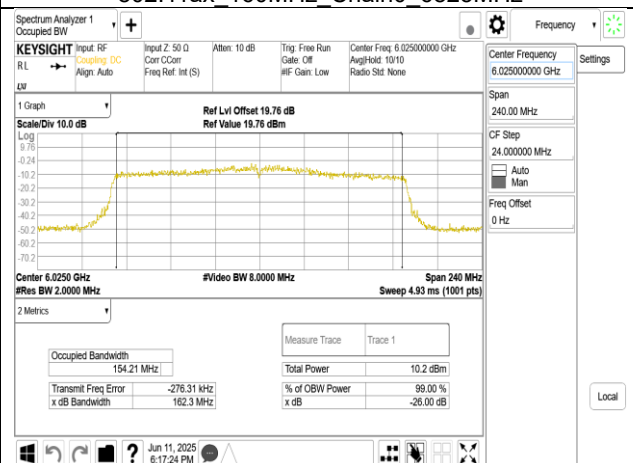 Spectrum Analyzer 1
Occupied BW
Frequency
KEYSIGHT
RL
LXI
Input: RF
Coupling: DC
Align: Auto
Input Z: 50 Ω
Corr CCorr
Freq Ref: Int (S)
Atten: 10 dB
Trig: Free Run
Gate: Off
#IF Gain: Low
Center Freq: 6.025000000 GHz
Avg|Hold: 10/10
Radio Std: None
Center Frequency
6.025000000 GHz
Settings
Span
240.00 MHz
CF Step
24.000000 MHz
Auto
Man
Freq Offset
0 Hz
Local
1 Graph
Scale/Div 10.0 dB
Ref Lvl Offset 19.76 dB
Ref Value 19.76 dBm
Log
9.76
-0.24
-10.2
-20.2
-30.2
-40.2
-50.2
-60.2
-70.2
Center 6.0250 GHz
#Res BW 2.0000 MHz
#Video BW 8.0000 MHz
Span 240 MHz
Sweep 4.93 ms (1001 pts)
2 Metrics
Measure Trace Trace 1
Occupied Bandwidth
154.21 MHz
Total Power 10.2 dBm
Transmit Freq Error -276.31 kHz
% of OBW Power 99.00 %
x dB Bandwidth 162.3 MHz
x dB -26.00 dB
?
Jun 11, 2025
6:17:24 PM